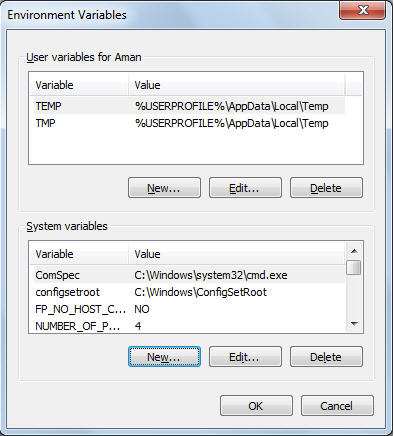 Environment Variables
User variables for Aman
Variable Value
TEMP %USERPROFILE%\AppData\Local\Temp
TMP %USERPROFILE%\AppData\Local\Temp
New... Edit... Delete
System variables
Variable Value
ComSpec C:\Windows\system32\cmd.exe
configsetroot C:\Windows\ConfigSetRoot
FP_NO_HOST_C... NO
NUMBER_OF_P... 4
New... Edit... Delete
OK Cancel